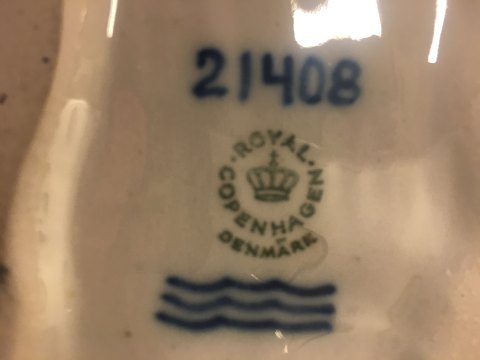 21408
ROYAL
COPENHAGEN
DENMARK